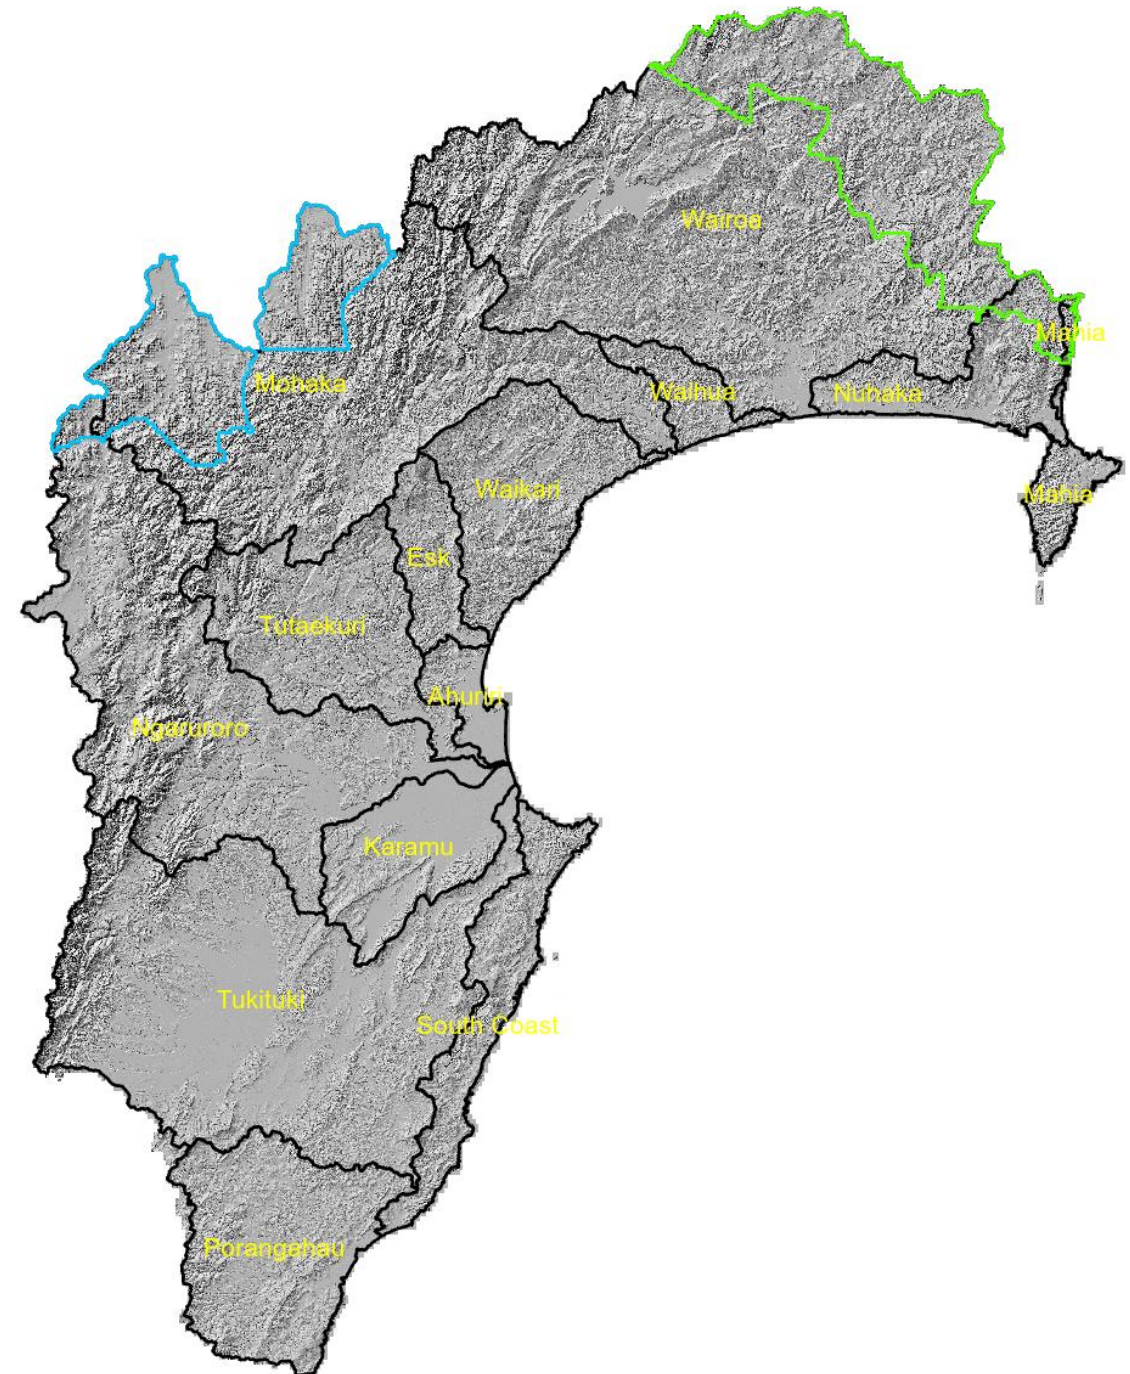 Wairoa
Mahia
Mohaka
Waihua
Nuhaka
Waikari
Mahia
Esk
Tutaekuri
Ahuriri
Ngaruroro
Karamu
Tukituki
South Coast
Porangahau